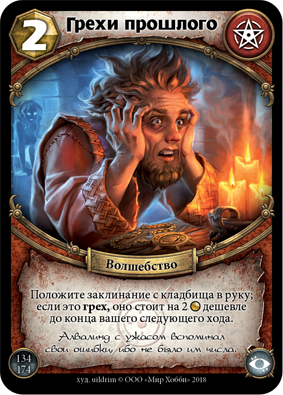 2
Грехи прошлого
Волшебство
Положите заклинание с кладбища в руку;
если это грех, оно стоит на 2 дешевле
до конца вашего следующего хода.
Алволинд с ужасом вспоминал
свои ошибки, ибо не было им числа.
134
174
худ. uildrim © ООО «Мир Хобби» 2018